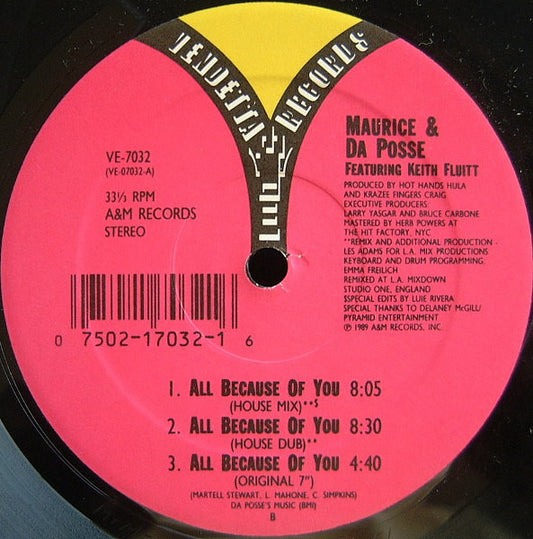 VENDETTA RECORDS
VE-7032
(VE-07032-A)
33⅓ RPM
A&M RECORDS
STEREO
MAURICE &
DA POSSE
FEATURING KEITH FLUITT
PRODUCED BY HOT HANDS HULA
AND KRAZEE FINGERS CRAIG
EXECUTIVE PRODUCERS:
LARRY YASGAR AND BRUCE CARBONE
MASTERED BY HERB POWERS AT
THE HIT FACTORY, NYC
**REMIX AND ADDITIONAL PRODUCTION -
LES ADAMS FOR L.A. MIX PRODUCTIONS
KEYBOARD AND DRUM PROGRAMMING,
EMMA FREILICH
REMIXED AT L.A. MIXDOWN
STUDIO ONE, ENGLAND
$SPECIAL EDITS BY LUIE RIVERA
SPECIAL THANKS TO DELANEY McGILL/
PYRAMID ENTERTAINMENT
℗ 1989 A&M RECORDS, INC.
0 7502-17032-1 6
1. ALL BECAUSE OF YOU 8:05
(HOUSE MIX)**$
2. ALL BECAUSE OF YOU 8:30
(HOUSE DUB)**
3. ALL BECAUSE OF YOU 4:40
(ORIGINAL 7")
(MARTELL STEWART, L. MAHONE, C. SIMPKINS)
DA POSSE'S MUSIC (BMI)
B